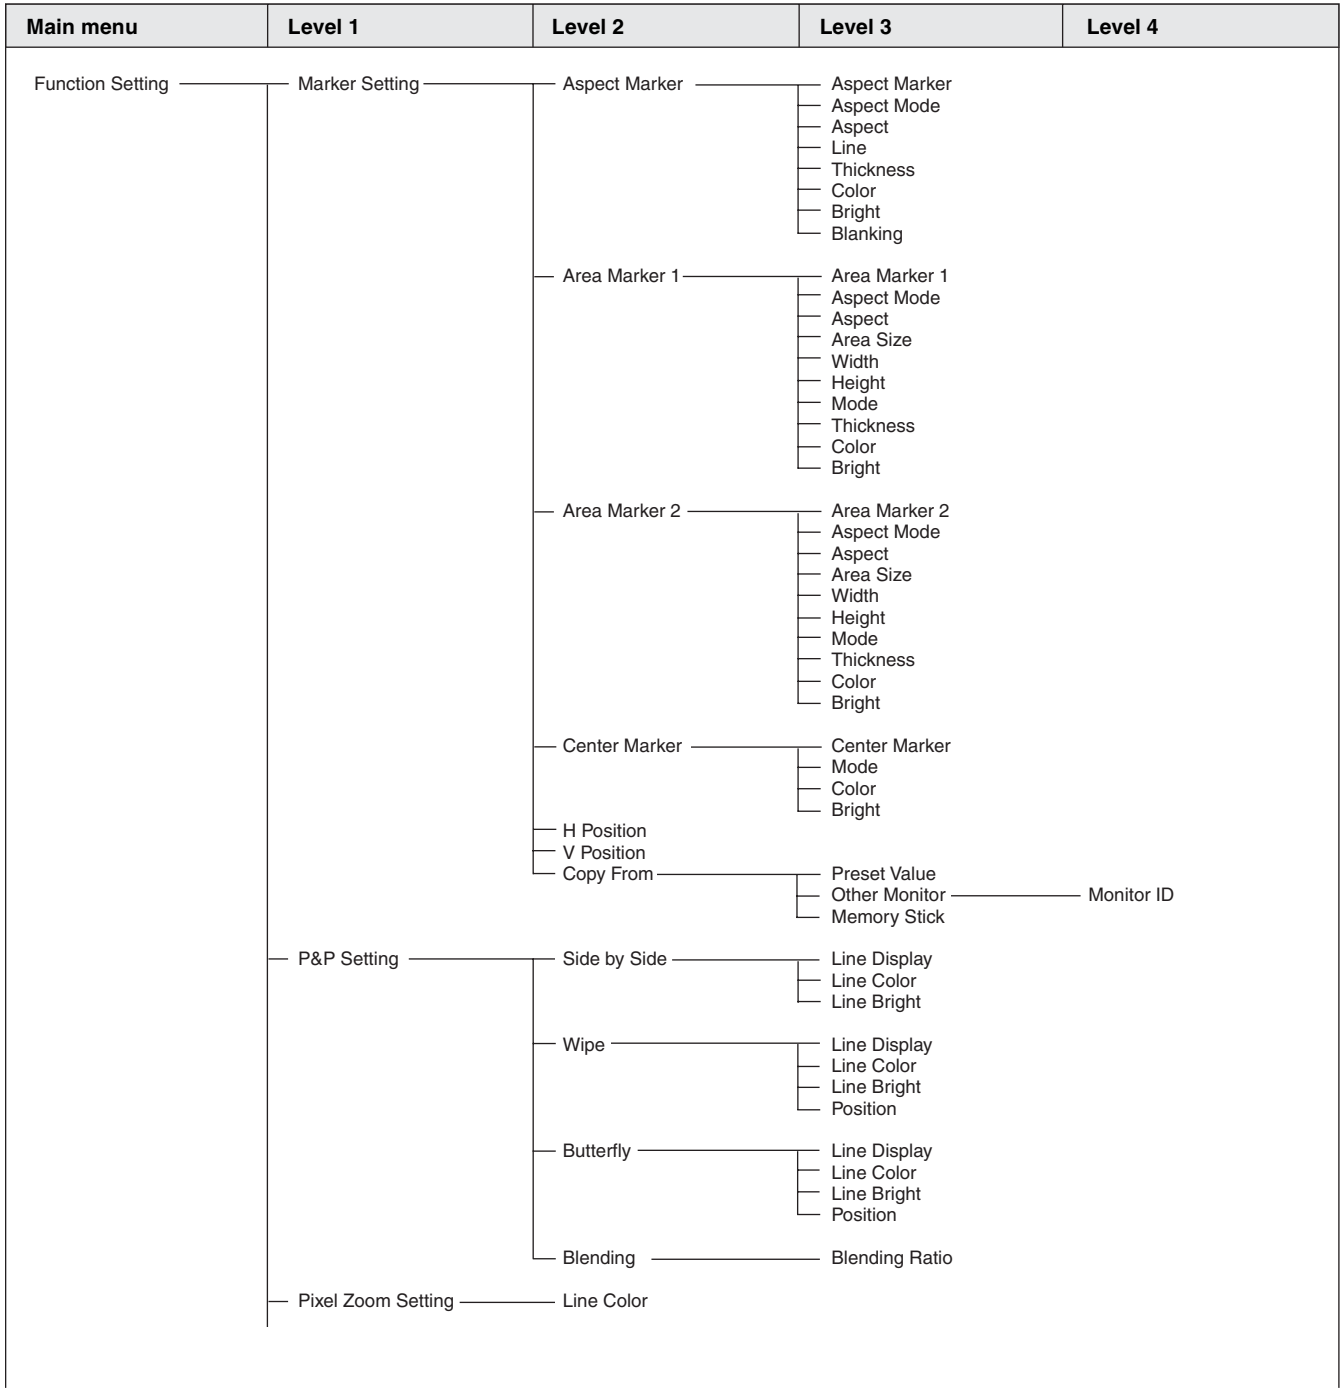 Main menu Level 1 Level 2 Level 3 Level 4
Function Setting Marker Setting Aspect Marker Aspect Marker
Aspect Mode
Aspect
Line
Thickness
Color
Bright
Blanking
Area Marker 1 Area Marker 1
Aspect Mode
Aspect
Area Size
Width
Height
Mode
Thickness
Color
Bright
Area Marker 2 Area Marker 2
Aspect Mode
Aspect
Area Size
Width
Height
Mode
Thickness
Color
Bright
Center Marker Center Marker
Mode
Color
Bright
H Position
V Position
Copy From Preset Value
Other Monitor Monitor ID
Memory Stick
P&P Setting Side by Side Line Display
Line Color
Line Bright
Wipe Line Display
Line Color
Line Bright
Position
Butterfly Line Display
Line Color
Line Bright
Position
Blending Blending Ratio
Pixel Zoom Setting Line Color